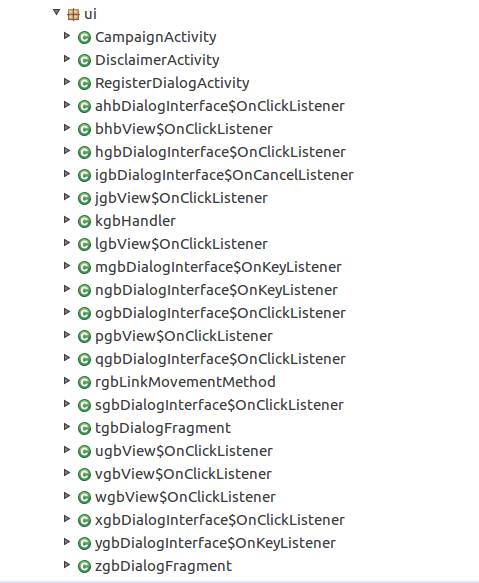 ui
CampaignActivity
DisclaimerActivity
RegisterDialogActivity
ahbDialogInterface$OnClickListener
bhbView$OnClickListener
hgbDialogInterface$OnClickListener
igbDialogInterface$OnCancelListener
jgbView$OnClickListener
kgbHandler
lgbView$OnClickListener
mgbDialogInterface$OnKeyListener
ngbDialogInterface$OnKeyListener
ogbDialogInterface$OnClickListener
pgbView$OnClickListener
qgbDialogInterface$OnClickListener
rgbLinkMovementMethod
sgbDialogInterface$OnClickListener
tgbDialogFragment
ugbView$OnClickListener
vgbView$OnClickListener
wgbView$OnClickListener
xgbDialogInterface$OnClickListener
ygbDialogInterface$OnKeyListener
zgbDialogFragment